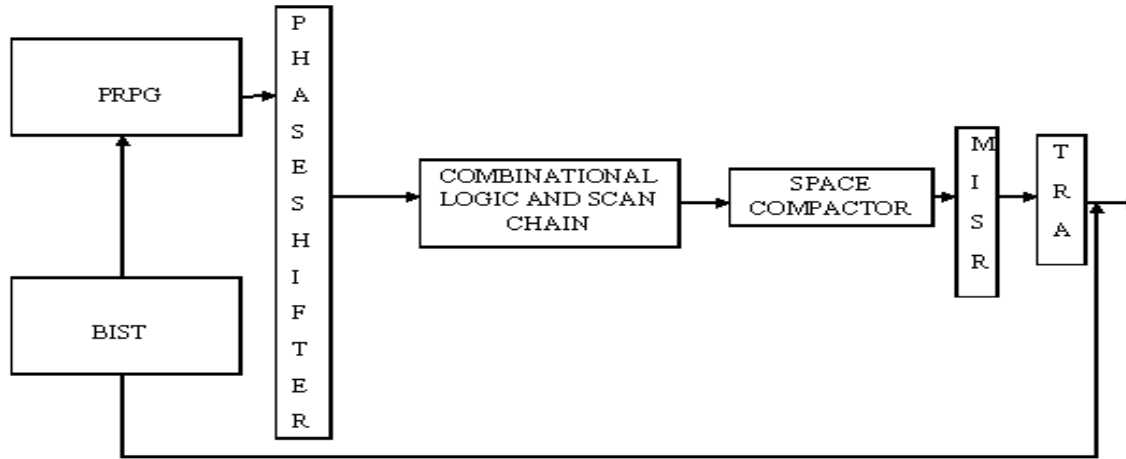 PRPG
BIST
P
H
A
S
E
S
H
I
F
T
E
R
COMBINATIONAL
LOGIC AND SCAN
CHAIN
SPACE
COMPACTOR
M
I
S
R
T
R
A